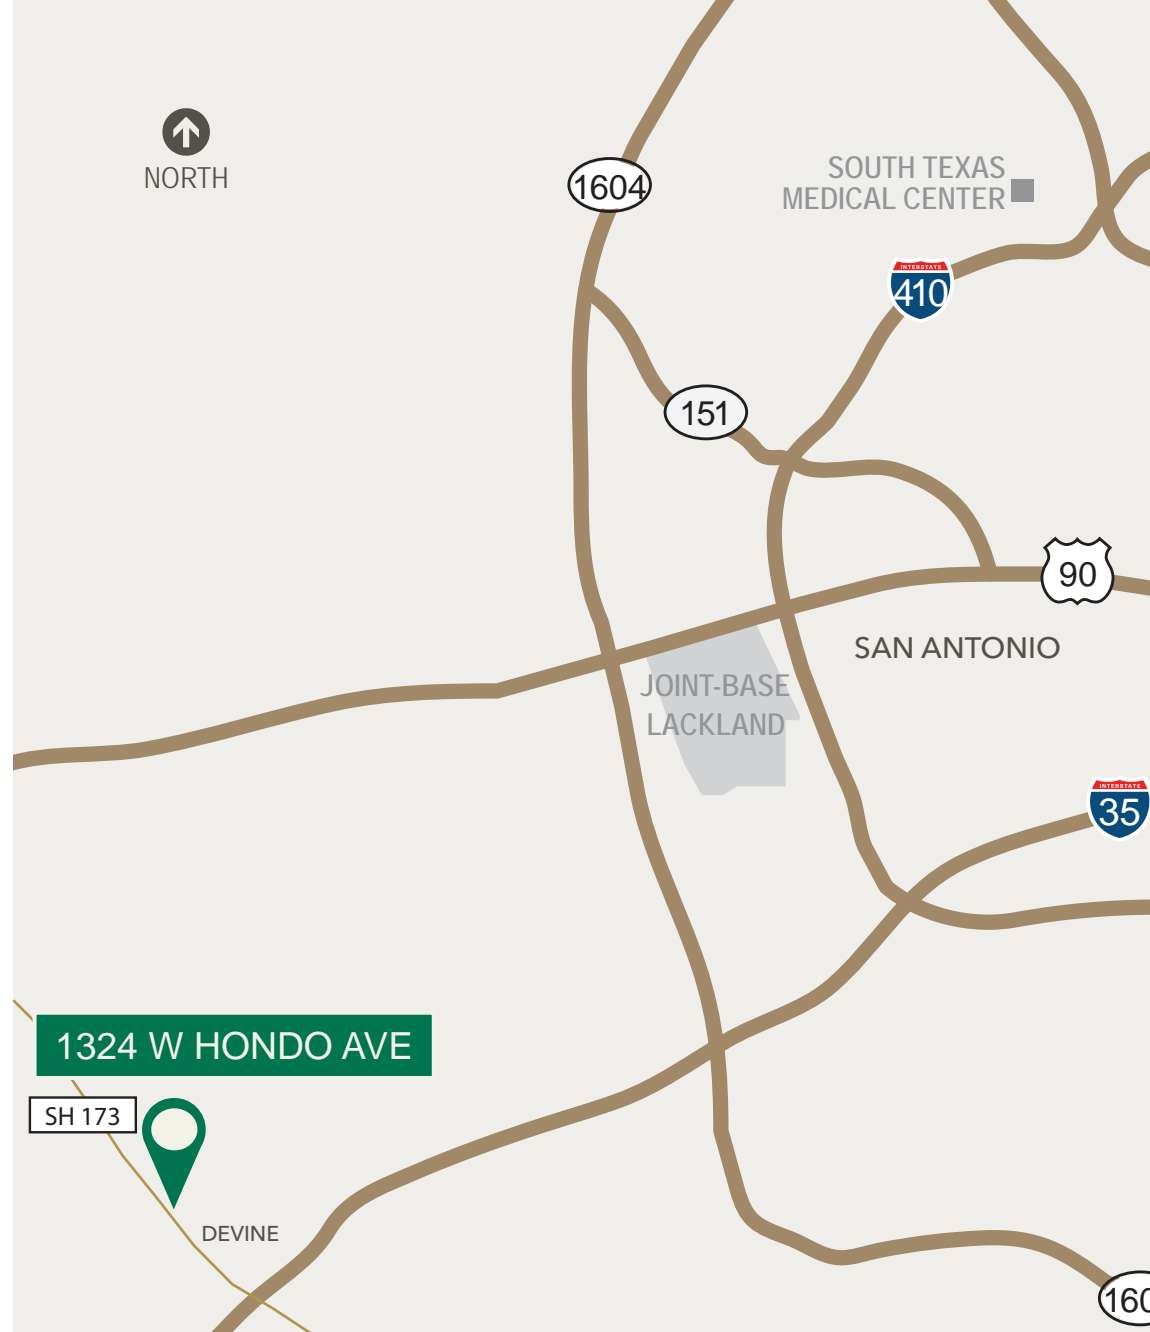 NORTH
1604
SOUTH TEXAS
MEDICAL CENTER
INTERSTATE
410
151
90
SAN ANTONIO
JOINT-BASE
LACKLAND
INTERSTATE
35
1324 W HONDO AVE
SH 173
DEVINE
160